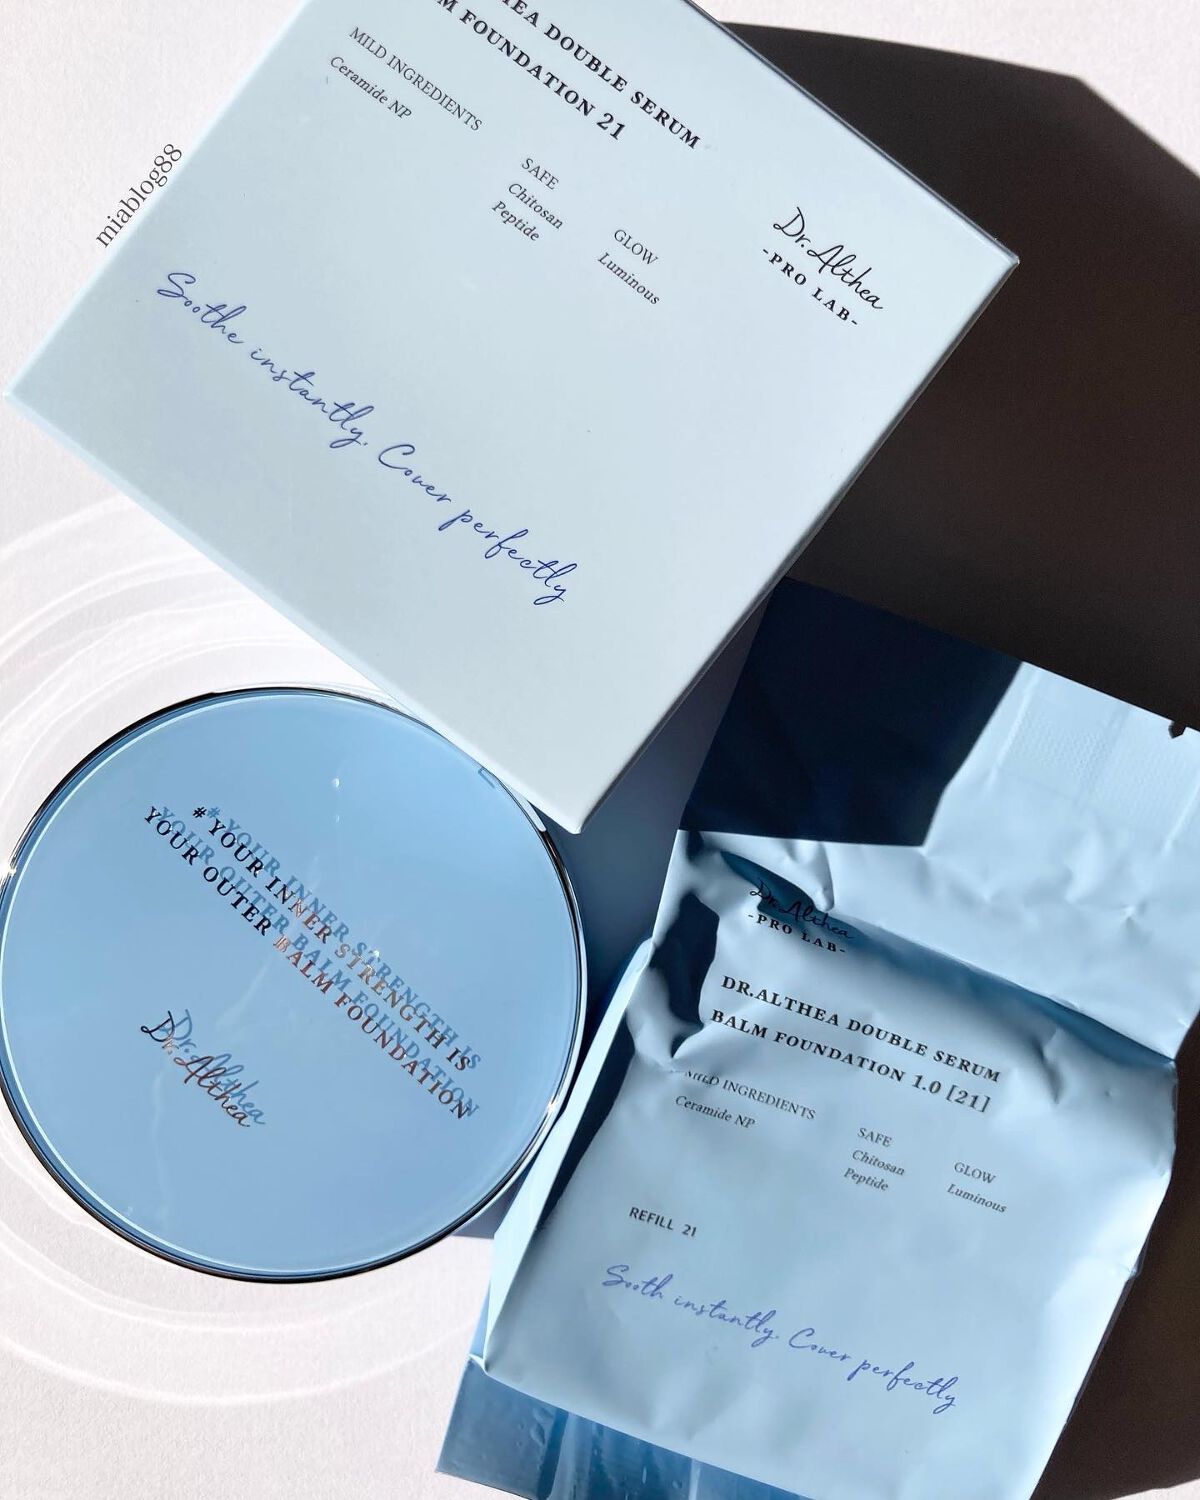 DOUBLE SERUM
FOUNDATION 21
MILD INGREDIENTS
Ceramide NP
SAFE
Chitosan
Peptide
GLOW
Luminous
Dr.Althea
-PRO LAB-
Soothe instantly. Cover perfectly
miablog88
#YOUR INNER STRENGTH IS
YOUR OUTER BALM FOUNDATION
Dr.Althea
Dr.Althea
-PRO LAB-
DR.ALTHEA DOUBLE SERUM
BALM FOUNDATION 1.0 [21]
MILD INGREDIENTS
Ceramide NP
SAFE
Chitosan
Peptide
GLOW
Luminous
REFILL 21
Sooth instantly. Cover perfectly